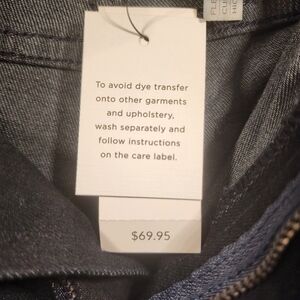 To avoid dye transfer
onto other garments
and upholstery,
wash separately and
follow instructions
on the care label.
$69.95